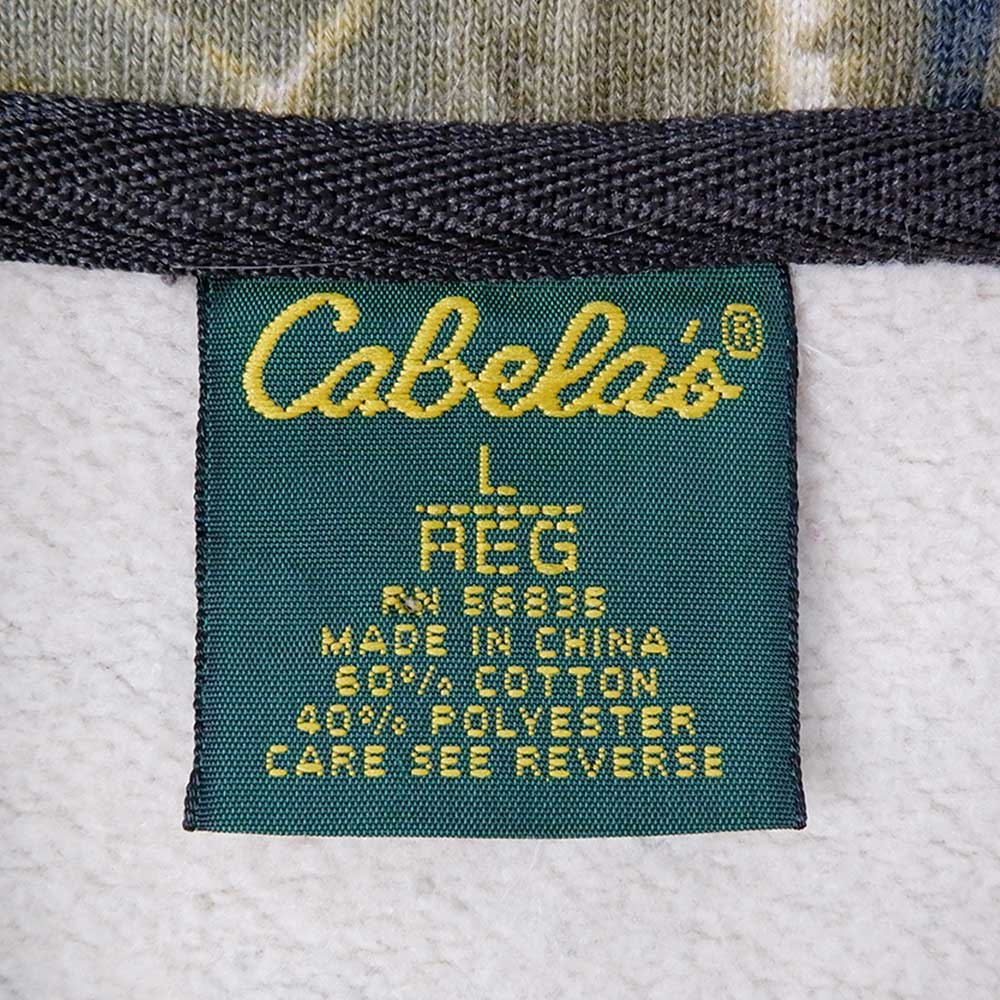 Cabela's®
L
REG
RN 56835
MADE IN CHINA
60% COTTON
40% POLYESTER
CARE SEE REVERSE